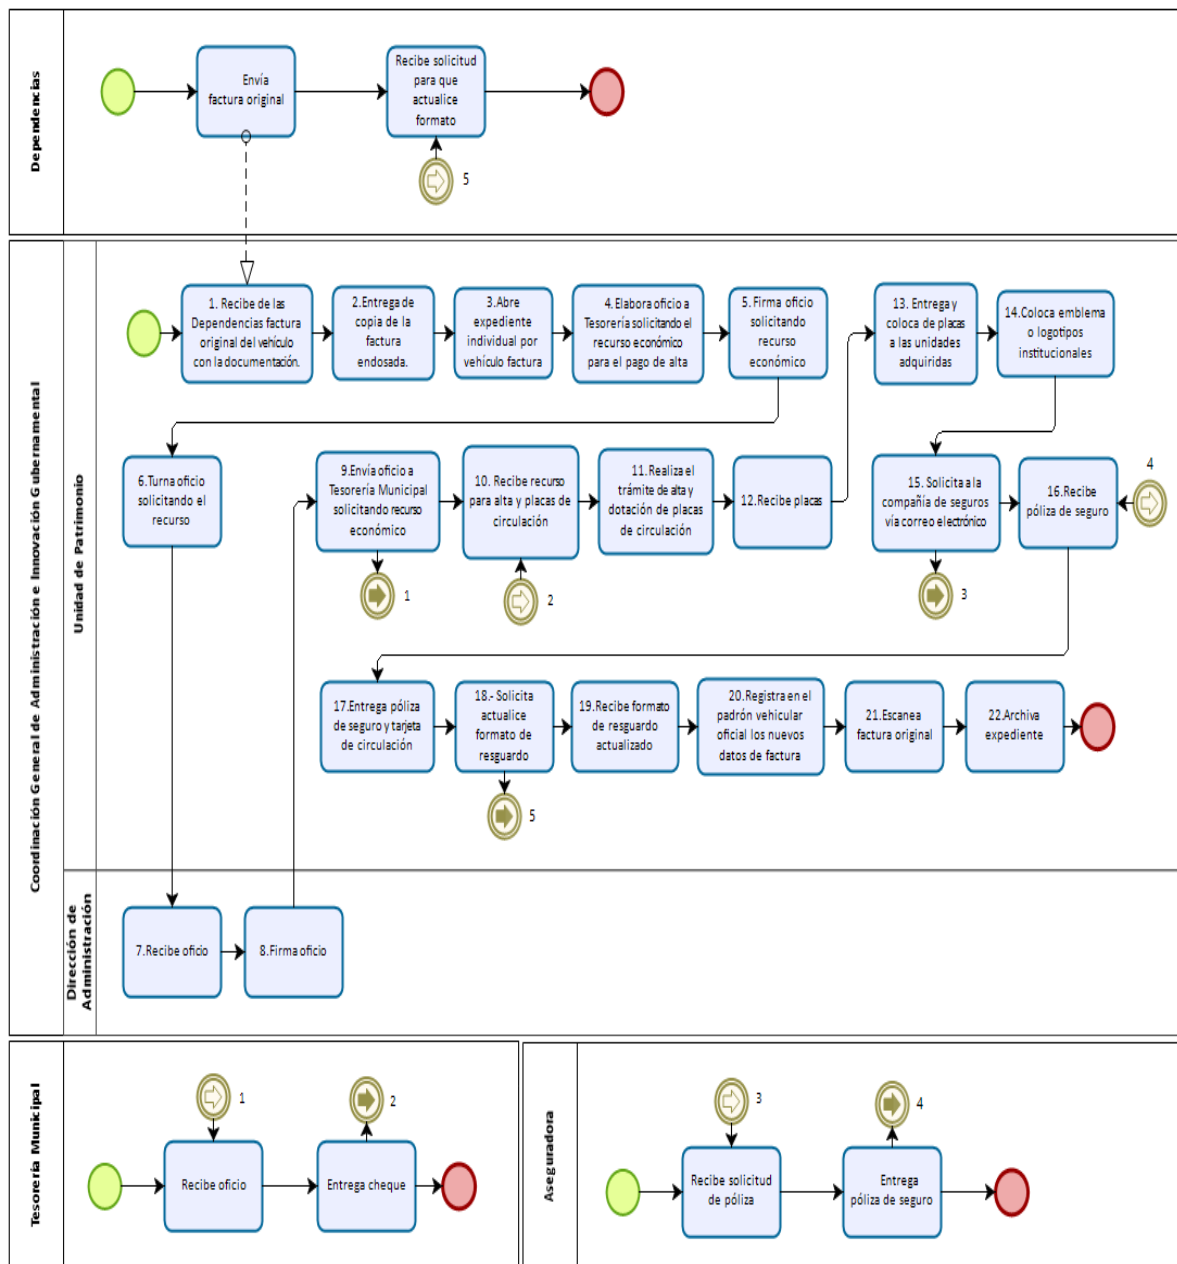 Dependencias
Envía
factura original
Recibe solicitud
para que
actualice
formato
5
Coordinación General de Administración e Innovación Gubernamental
Unidad de Patrimonio
1. Recibe de las
Dependencias factura
original del vehículo
con la documentación.
2.Entrega de
copia de la
factura
endosada.
3.Abre
expediente
individual por
vehículo factura
4.Elabora oficio a
Tesorería solicitando el
recurso económico
para el pago de alta
5. Firma oficio
solicitando
recurso
económico
13. Entrega y
coloca de placas
a las unidades
adquiridas
14.Coloca emblema
o logotipos
institucionales
6.Turna oficio
solicitando el
recurso
9.Envía oficio a
Tesorería Municipal
solicitando recurso
económico
1
10. Recibe recurso
para alta y placas de
circulación
2
11.Realiza el
trámite de alta y
dotación de placas
de circulación
12.Recibe placas
15. Solicita a la
compañía de seguros
vía correo electrónico
3
16.Recibe
póliza de seguro
4
17.Entrega póliza
de seguro y tarjeta
de circulación
18.- Solicita
actualice
formato de
resguardo
5
19.Recibe formato
de resguardo
actualizado
20.Registra en el
padrón vehicular
oficial los nuevos
datos de factura
21.Escanea
factura original
22.Archiva
expediente
Dirección de
Administración
7.Recibe oficio
8.Firma oficio
Tesorería Municipal
1
Recibe oficio
2
Entrega cheque
Aseguradora
3
Recibe solicitud
de póliza
4
Entrega
póliza de seguro